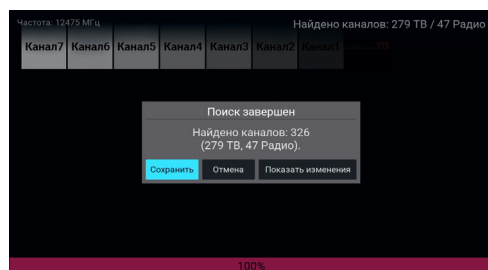 Частота: 12475 МГц
Найдено каналов: 279 ТВ / 47 Радио
Канал7 Канал6 Канал5 Канал4 Канал3 Канал2 Канал1
Поиск завершен
Найдено каналов: 326
(279 ТВ, 47 Радио).
Сохранить Отмена Показать изменения
100%